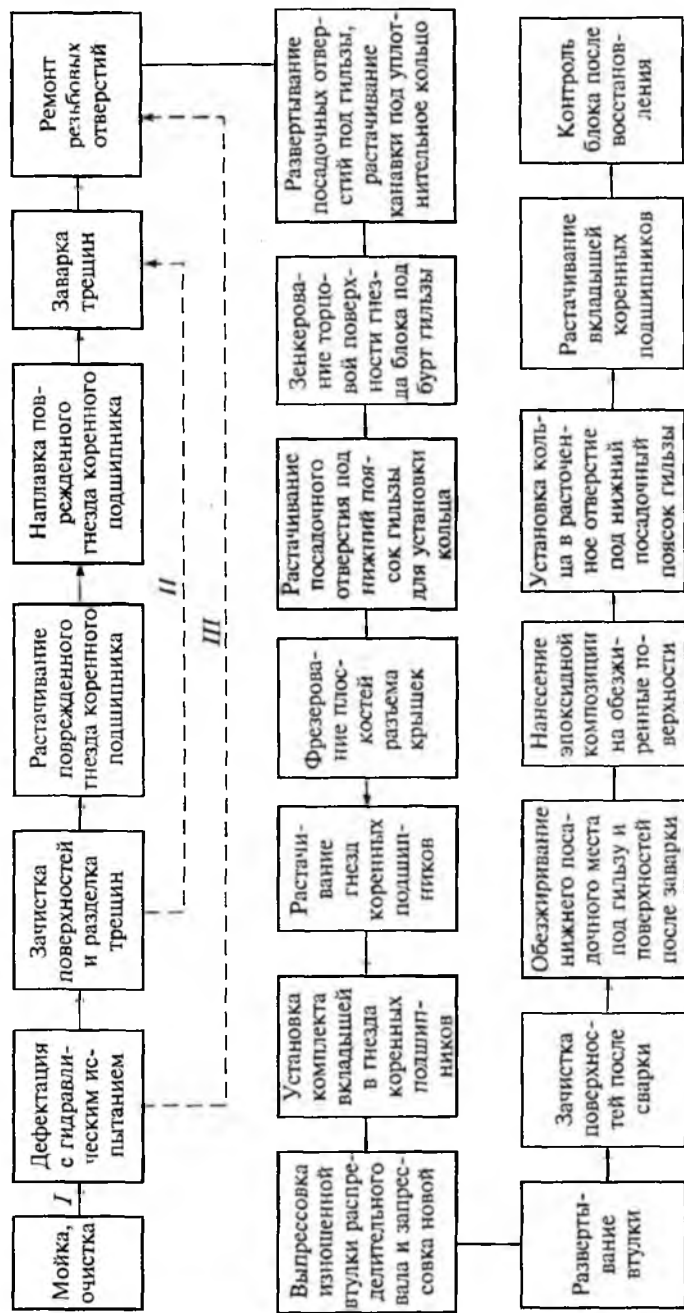 Мойка,
очистка
I
Дефектация
с гидравли-
ческим ис-
пытанием
Зачистка
поверхностей
и разделка
трещин
Растачивание
поврежденного
гнезда коренного
подшипника
Наплавка пов-
режденного
гнезда коренного
подшипника
Заварка
трещин
Ремонт
резьбовых
отверстий
II
III
Развертывание
посадочных отвер-
стий под гильзы,
растачивание
канавки под уплот-
нительное кольцо
Зенкерова-
ние торцо-
вой поверх-
ности гнез-
да блока под
бурт гильзы
Растачивание
посадочного
отверстия под
нижний поя-
сок гильзы
для установки
кольца
Фрезерова-
ние плос-
костей
разъема
крышек
Растачи-
вание
гнезд
коренных
подшип-
ников
Установка
комплекта
вкладышей
в гнезда
коренных
подшип-
ников
Выпрессовка
изношенной
втулки распре-
делительного
вала и запрес-
совка новой
Разверты-
вание
втулки
Зачистка
поверхнос-
тей после
сварки
Обезжиривание
нижнего поса-
дочного места
под гильзу и
поверхностей
после заварки
Нанесение
эпоксидной
композиции
на обезжи-
ренные по-
верхности
Установка коль-
ца в расточен-
ное отверстие
под нижний
посадочный
поясок гильзы
Растачивание
вкладышей
коренных
подшипников
Контроль
блока после
восстанов-
ления